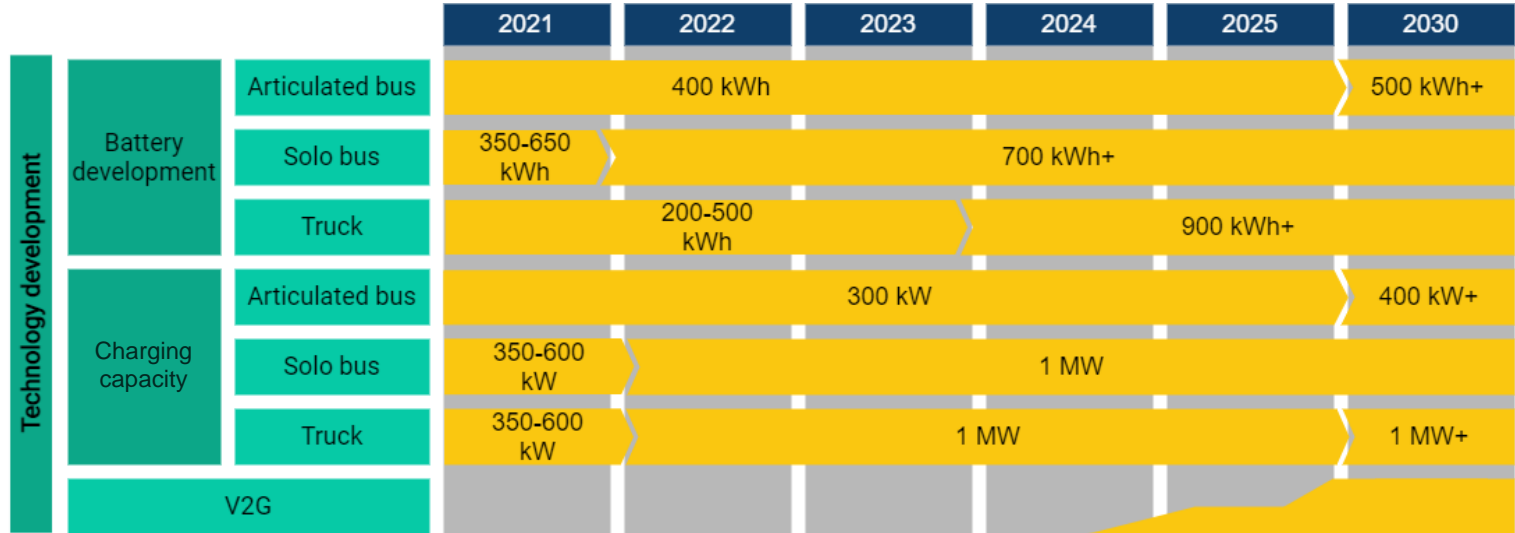 2021 2022 2023 2024 2025 2030
Technology development
Battery
development
Articulated bus
400 kWh
500 kWh+
Solo bus
350-650
kWh
700 kWh+
Truck
200-500
kWh
900 kWh+
Charging
capacity
Articulated bus
300 kW
400 kW+
Solo bus
350-600
kW
1 MW
Truck
350-600
kW
1 MW
1 MW+
V2G